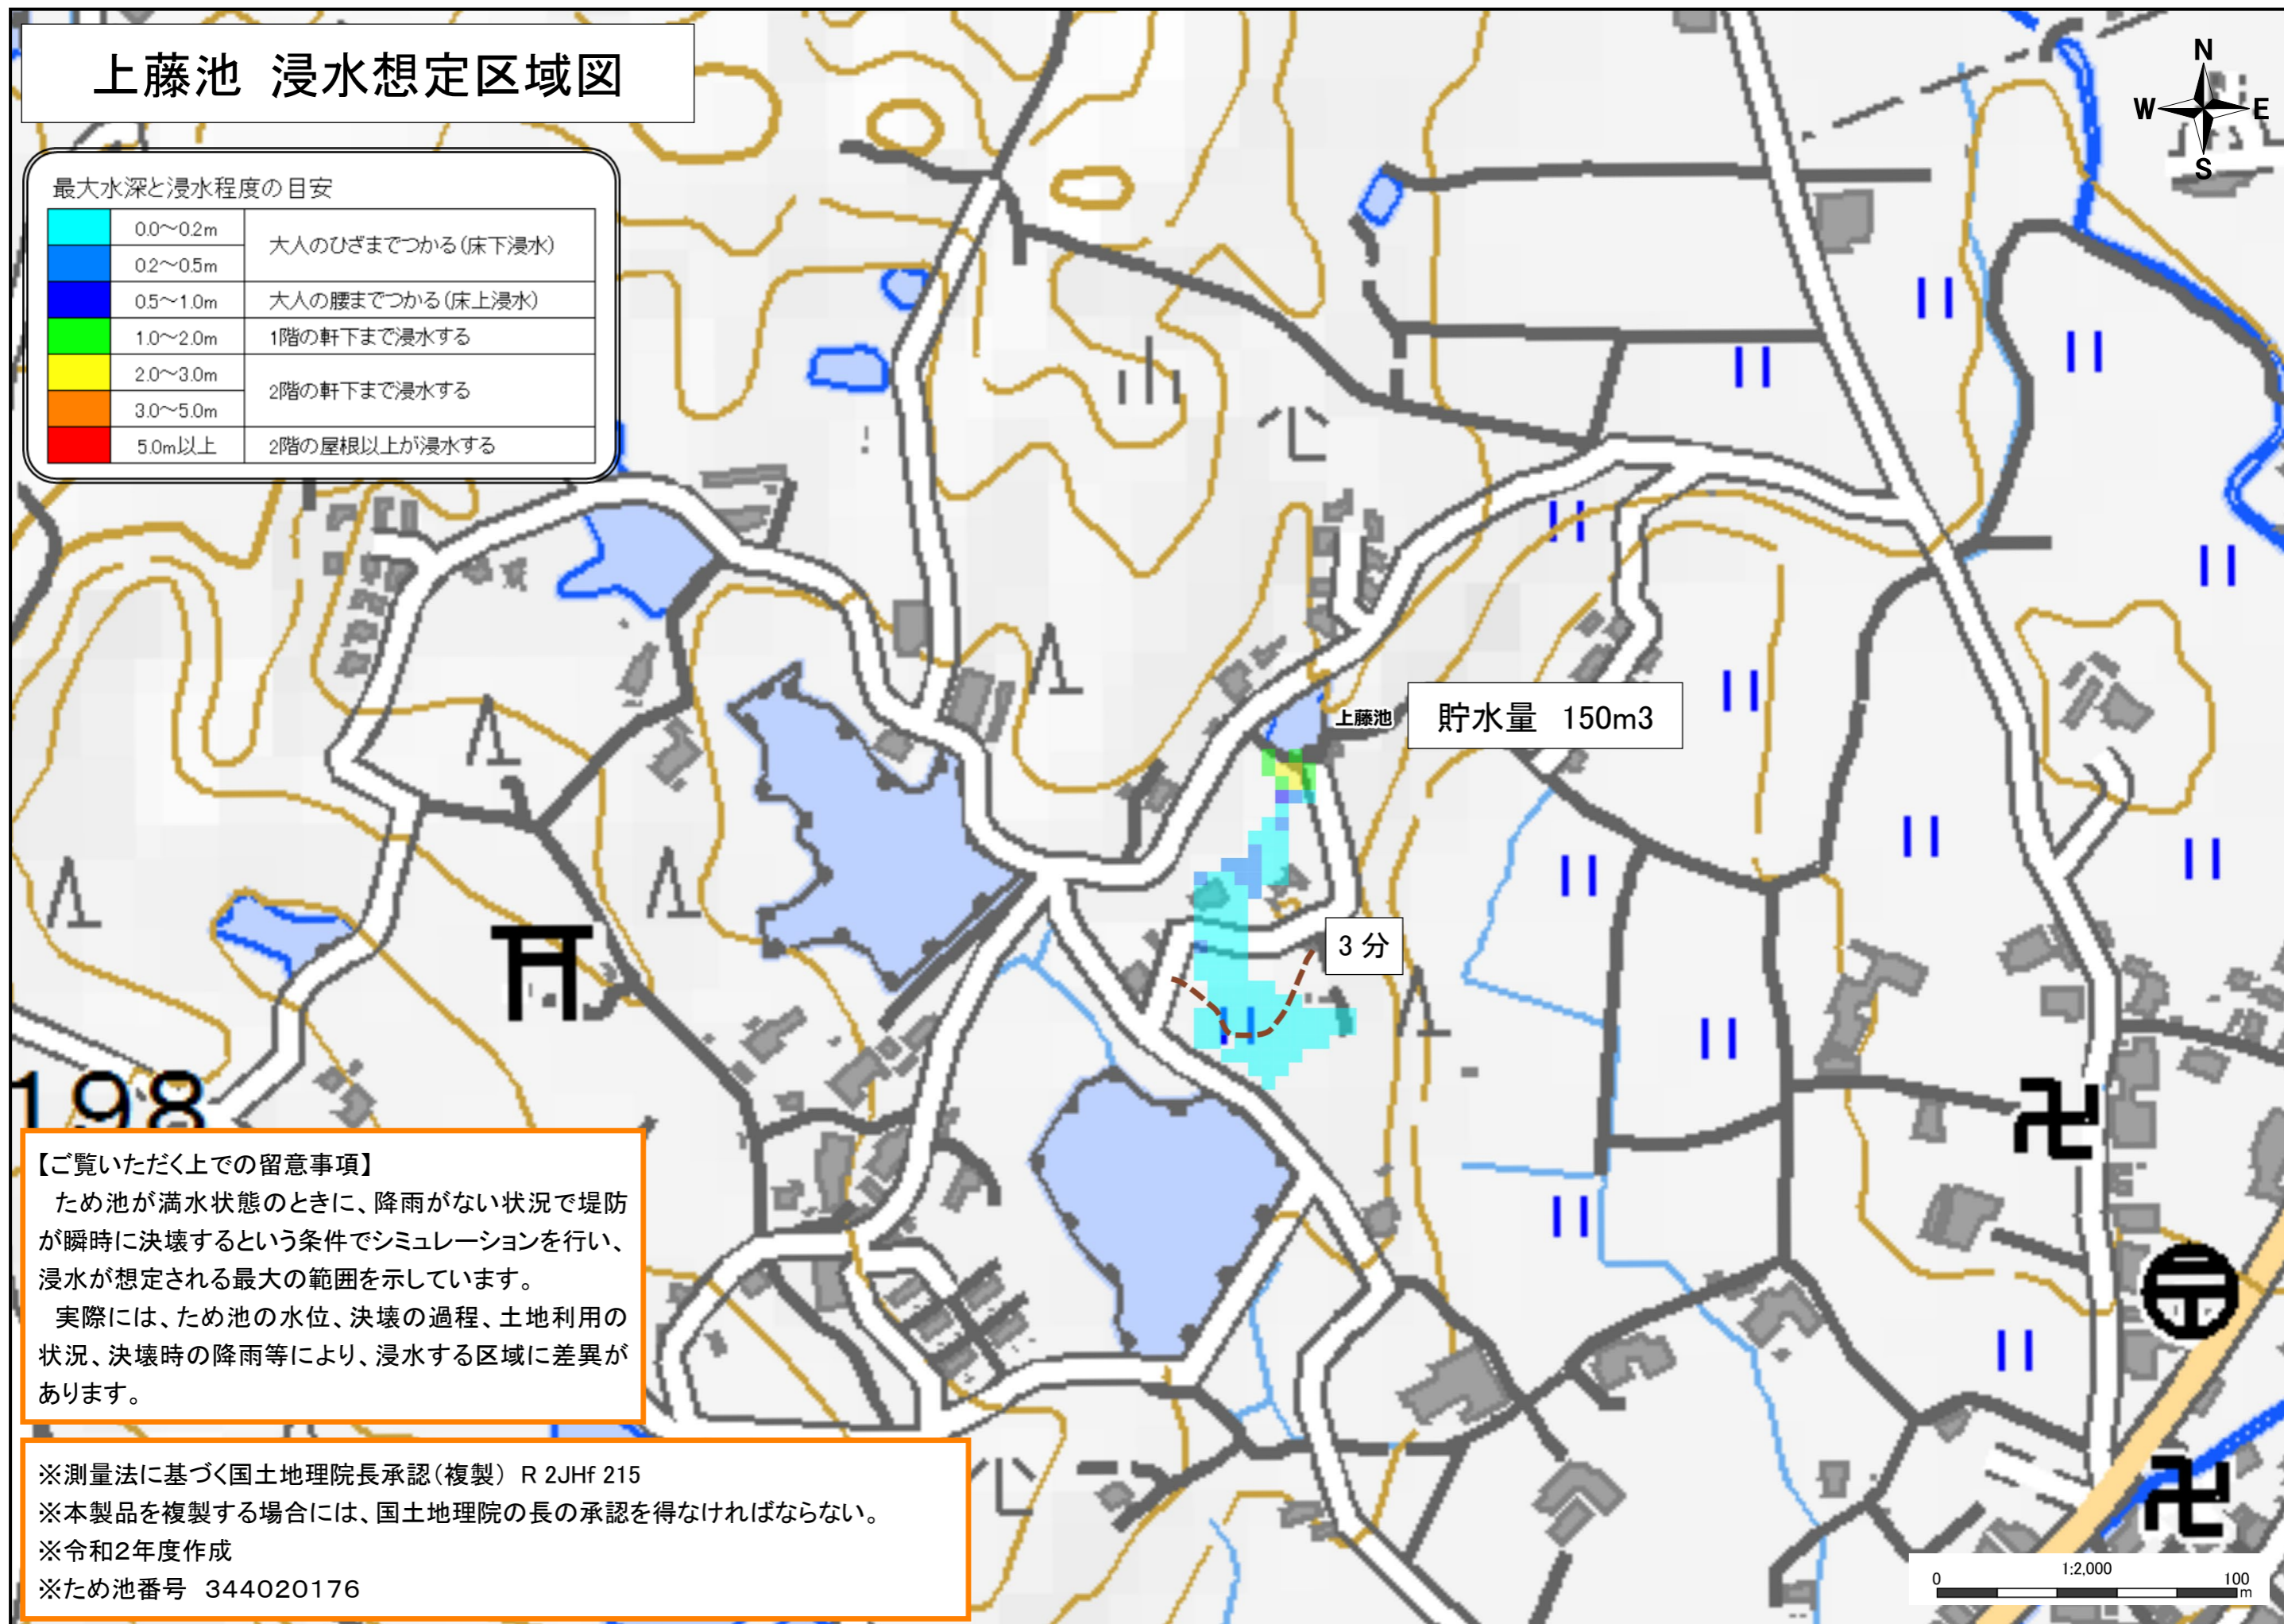 上藤池 浸水想定区域図
N
W E
S
最大水深と浸水程度の目安
0.0～0.2m
大人のひざまでつかる(床下浸水)
0.2～0.5m
0.5～1.0m 大人の腰までつかる(床上浸水)
1.0～2.0m 1階の軒下まで浸水する
2.0～3.0m
2階の軒下まで浸水する
3.0～5.0m
5.0m以上 2階の屋根以上が浸水する
上藤池
貯水量 150m3
3分
198
【ご覧いただく上での留意事項】
ため池が満水状態のときに、降雨がない状況で堤防
が瞬時に決壊するという条件でシミュレーションを行い、
浸水が想定される最大の範囲を示しています。
実際には、ため池の水位、決壊の過程、土地利用の
状況、決壊時の降雨等により、浸水する区域に差異が
あります。
※測量法に基づく国土地理院長承認(複製) R 2JHf 215
※本製品を複製する場合には、国土地理院の長の承認を得なければならない。
※令和2年度作成
※ため池番号 344020176
1:2,000
0 100
m